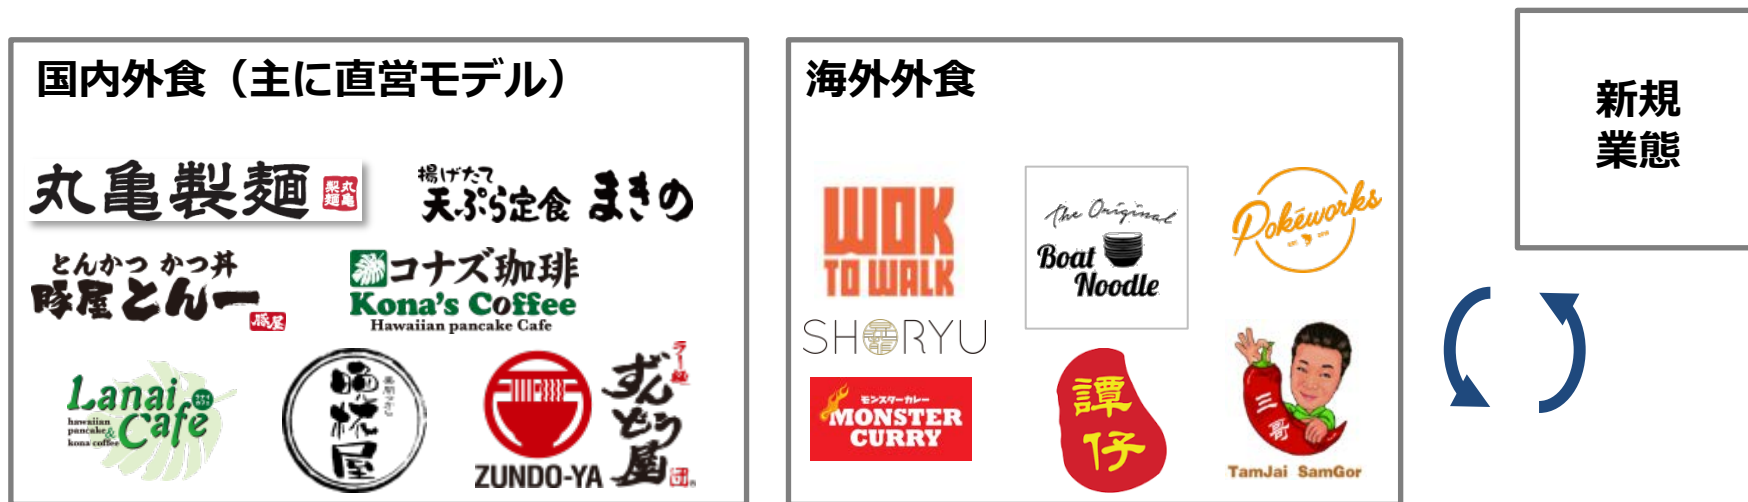 国内外食（主に直営モデル）
丸亀製麺
丸亀
製麺
揚げたて
天ぷら定食 まきの
とんかつ かつ丼
豚屋とん一
豚屋
コナズ珈琲
Kona's Coffee
Hawaiian pancake Cafe
Lanai
Cafe
hawaiian
pancake&
kona coffee
晩杯屋
ZUNDO-YA
ラー麺
ずんどう屋
海外外食
WOK
TO WALK
The Original
Boat
Noodle
Pokéworks
SHORYU
モンスターカレー
MONSTER
CURRY
譚仔
三哥
TamJai SamGor
新規
業態